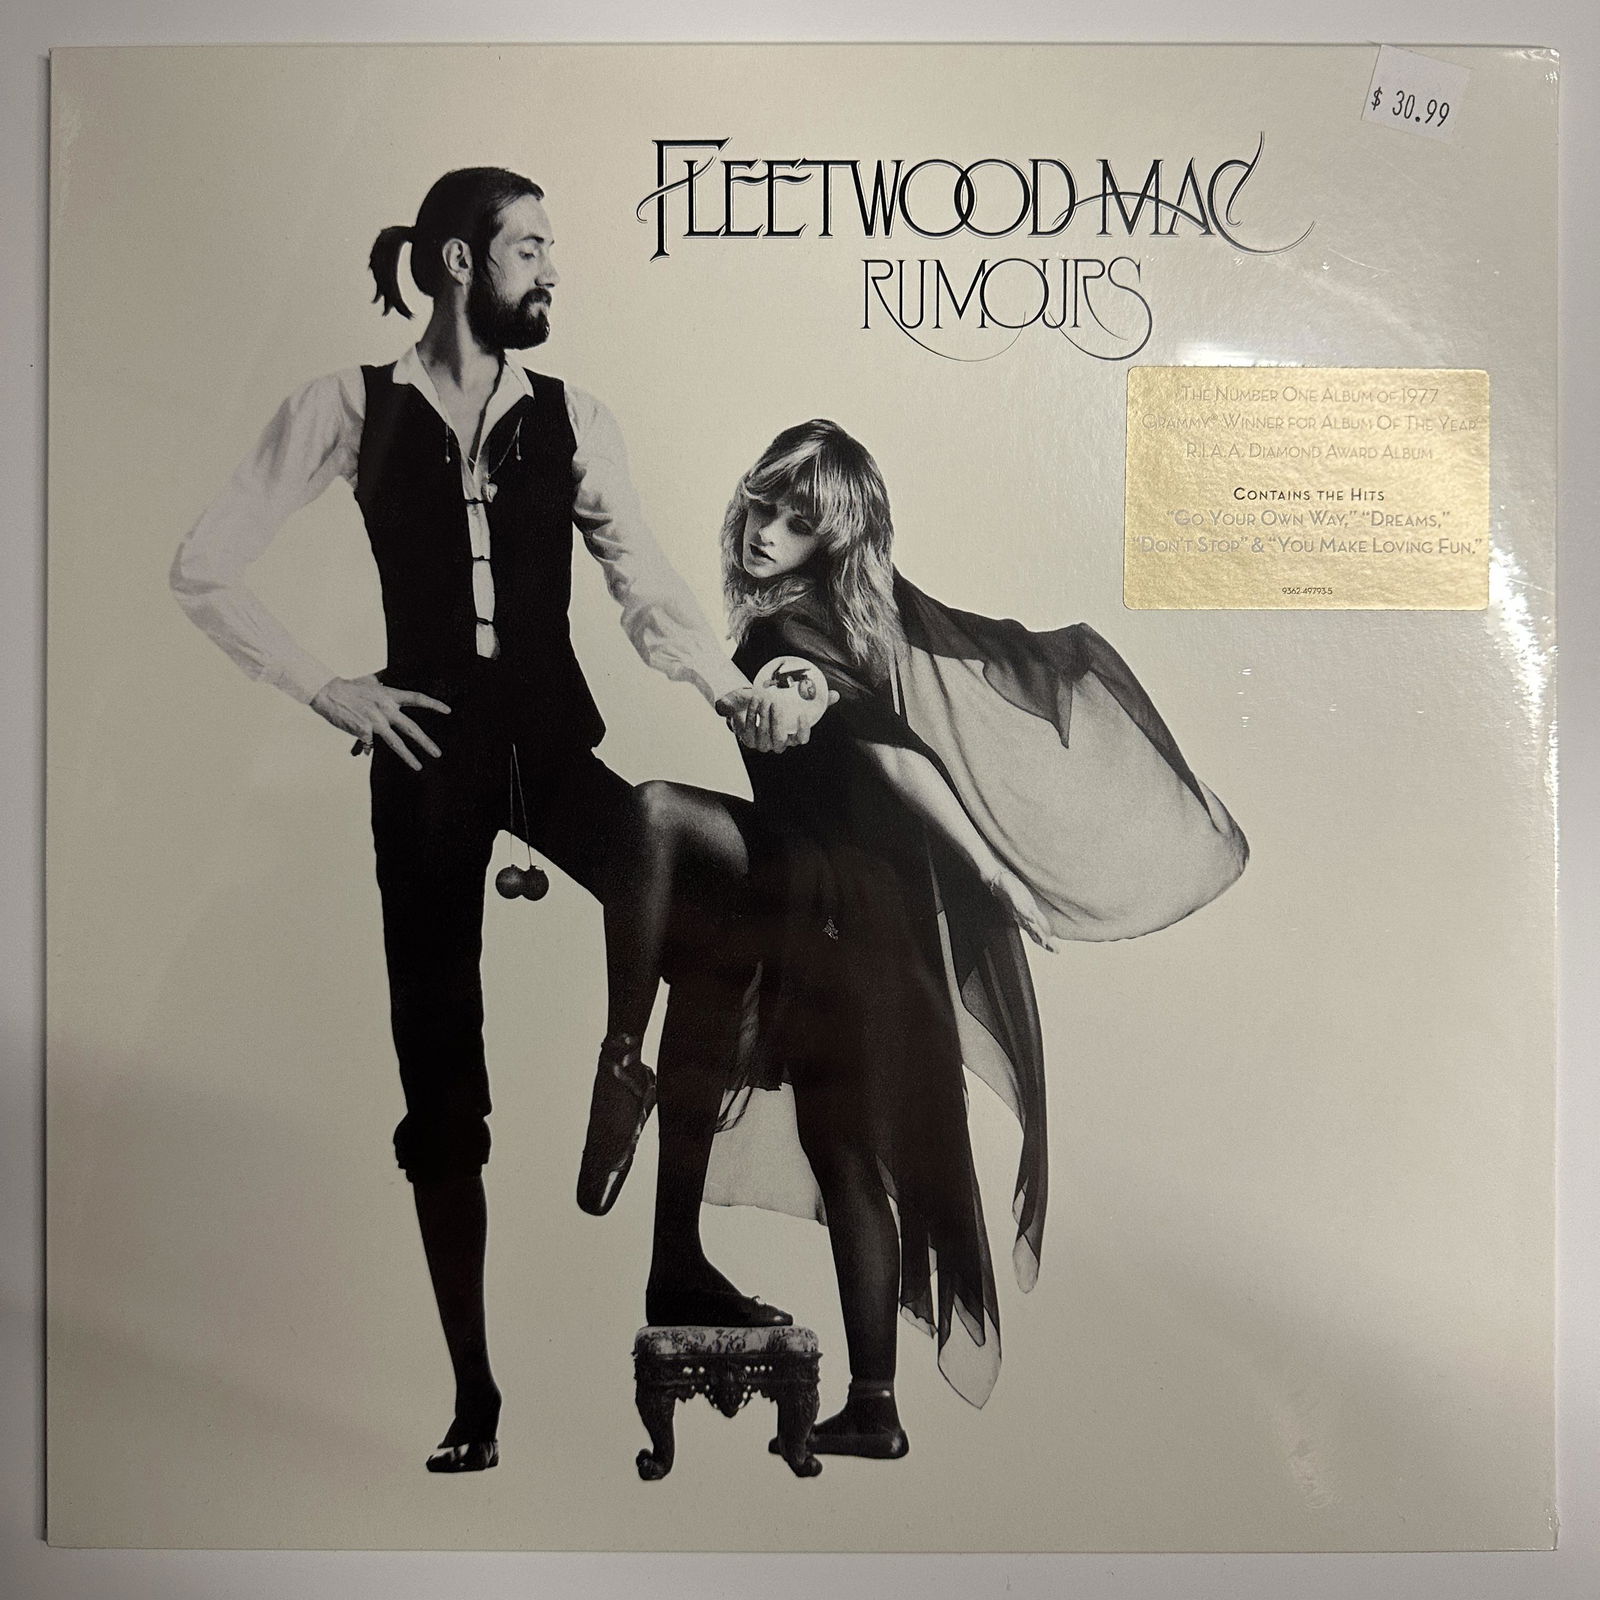 $ 30.99
FLEETWOOD MAC
RUMOURS
THE NUMBER ONE ALBUM OF 1977
GRAMMY® WINNER FOR ALBUM OF THE YEAR
R.I.A.A. DIAMOND AWARD ALBUM
CONTAINS THE HITS
"GO YOUR OWN WAY," "DREAMS,"
"DON'T STOP" & "YOU MAKE LOVING FUN."
9362-49793-5